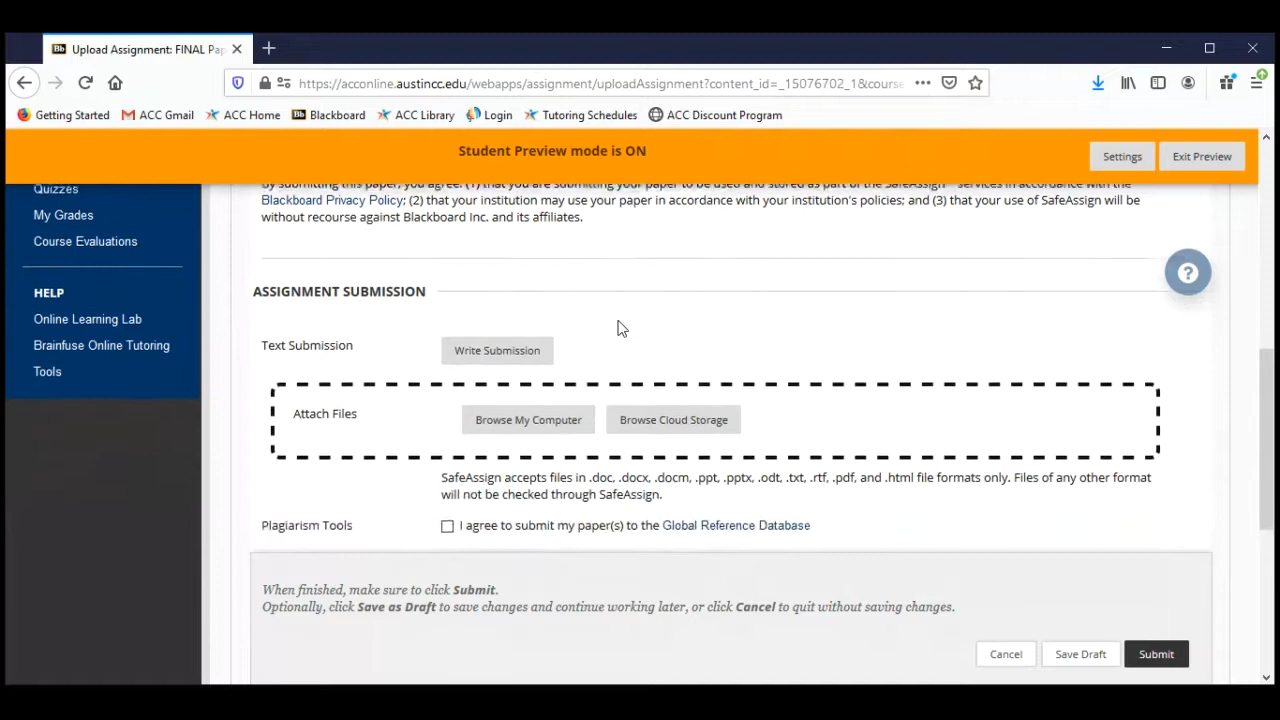 Bb Upload Assignment: FINAL Pap
https://acconline.austincc.edu/webapps/assignment/uploadAssignment?content_id=_15076702_1&course
Getting Started ACC Gmail ACC Home Bb Blackboard ACC Library Login Tutoring Schedules ACC Discount Program
Student Preview mode is ON
Settings Exit Preview
Quizzes
My Grades
Course Evaluations
HELP
Online Learning Lab
Brainfuse Online Tutoring
Tools
By submitting this paper, you agree: (1) that you are submitting your paper to be used and stored as part of the SafeAssign™ services in accordance with the
Blackboard Privacy Policy; (2) that your institution may use your paper in accordance with your institution's policies; and (3) that your use of SafeAssign will be
without recourse against Blackboard Inc. and its affiliates.
?
ASSIGNMENT SUBMISSION
Text Submission Write Submission
Attach Files Browse My Computer Browse Cloud Storage
SafeAssign accepts files in .doc, .docx, .docm, .ppt, .pptx, .odt, .txt, .rtf, .pdf, and .html file formats only. Files of any other format
will not be checked through SafeAssign.
Plagiarism Tools I agree to submit my paper(s) to the Global Reference Database
When finished, make sure to click Submit.
Optionally, click Save as Draft to save changes and continue working later, or click Cancel to quit without saving changes.
Cancel Save Draft Submit